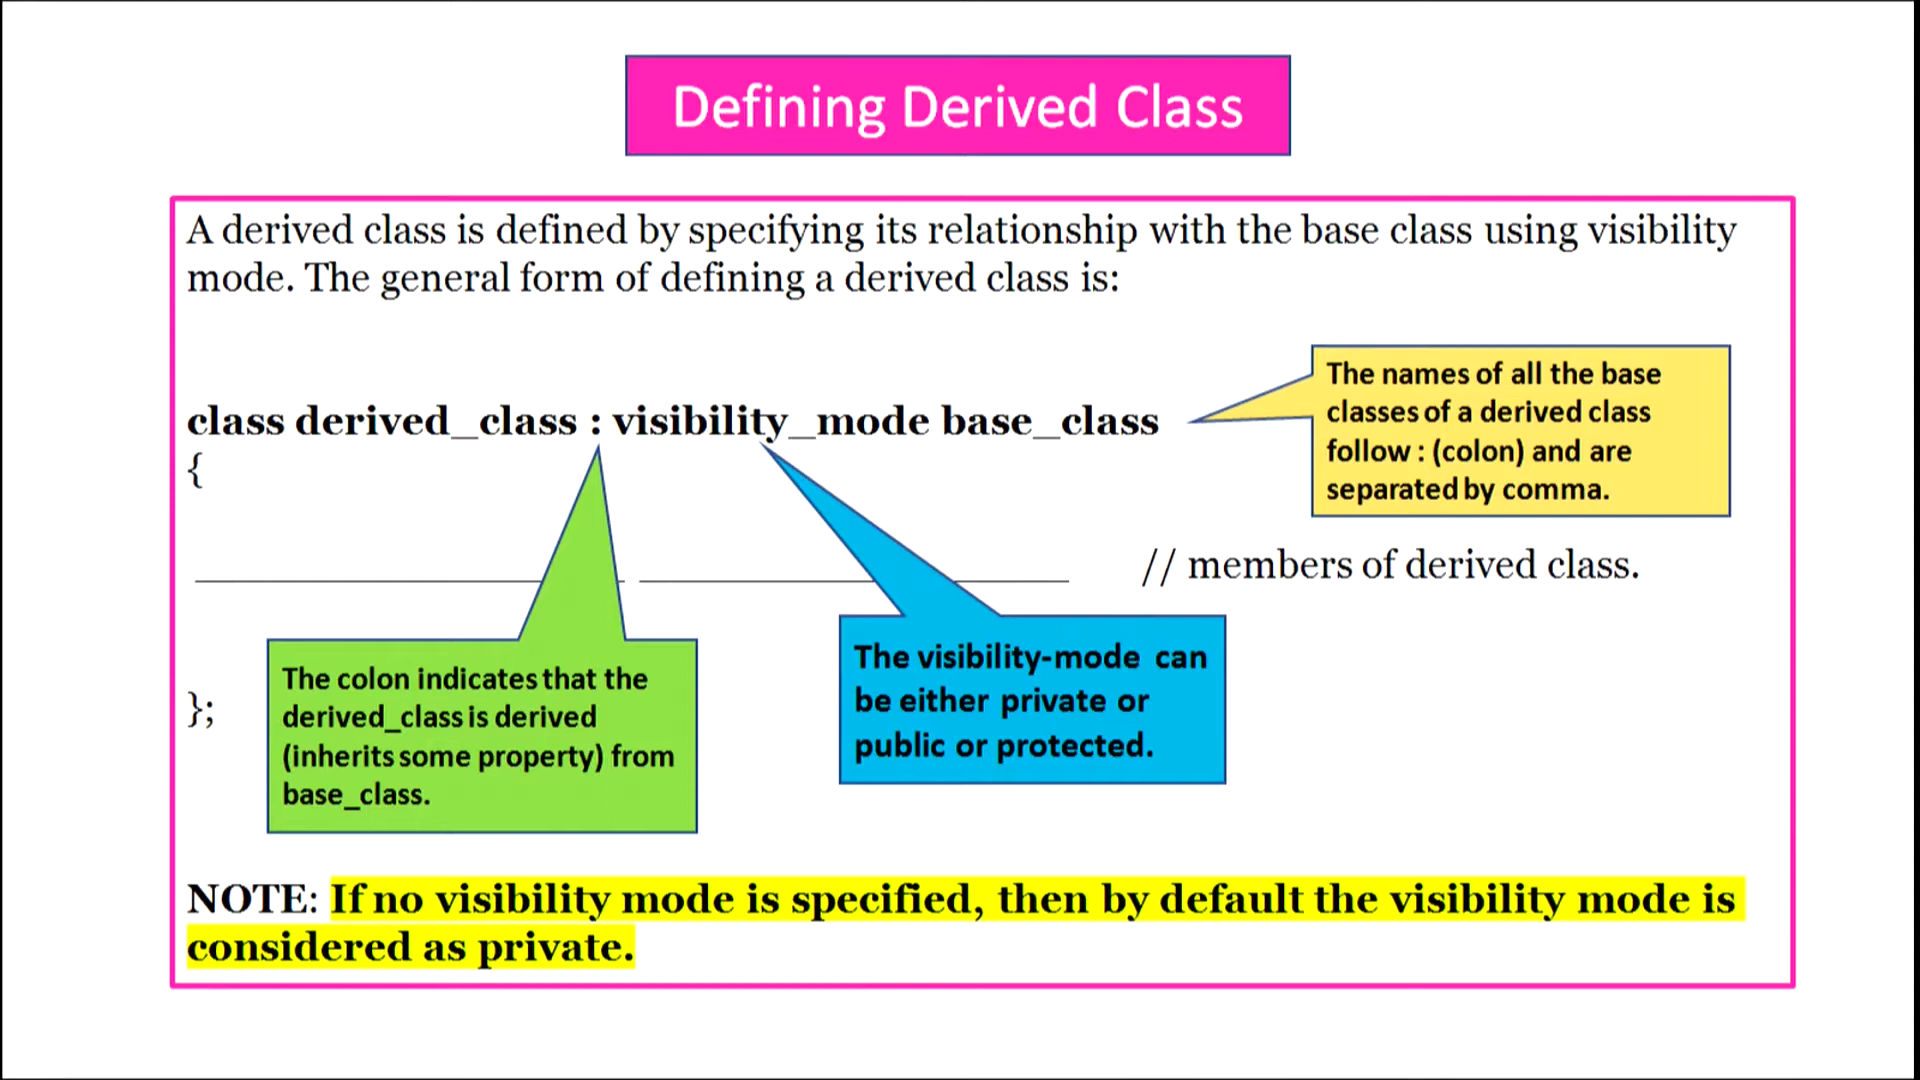 Defining Derived Class
A derived class is defined by specifying its relationship with the base class using visibility
mode. The general form of defining a derived class is:
The names of all the base
classes of a derived class
follow : (colon) and are
separated by comma.
class derived_class : visibility_mode base_class
{
// members of derived class.
The colon indicates that the
derived_class is derived
(inherits some property) from
base_class.
The visibility-mode can
be either private or
public or protected.
};
NOTE: If no visibility mode is specified, then by default the visibility mode is
considered as private.